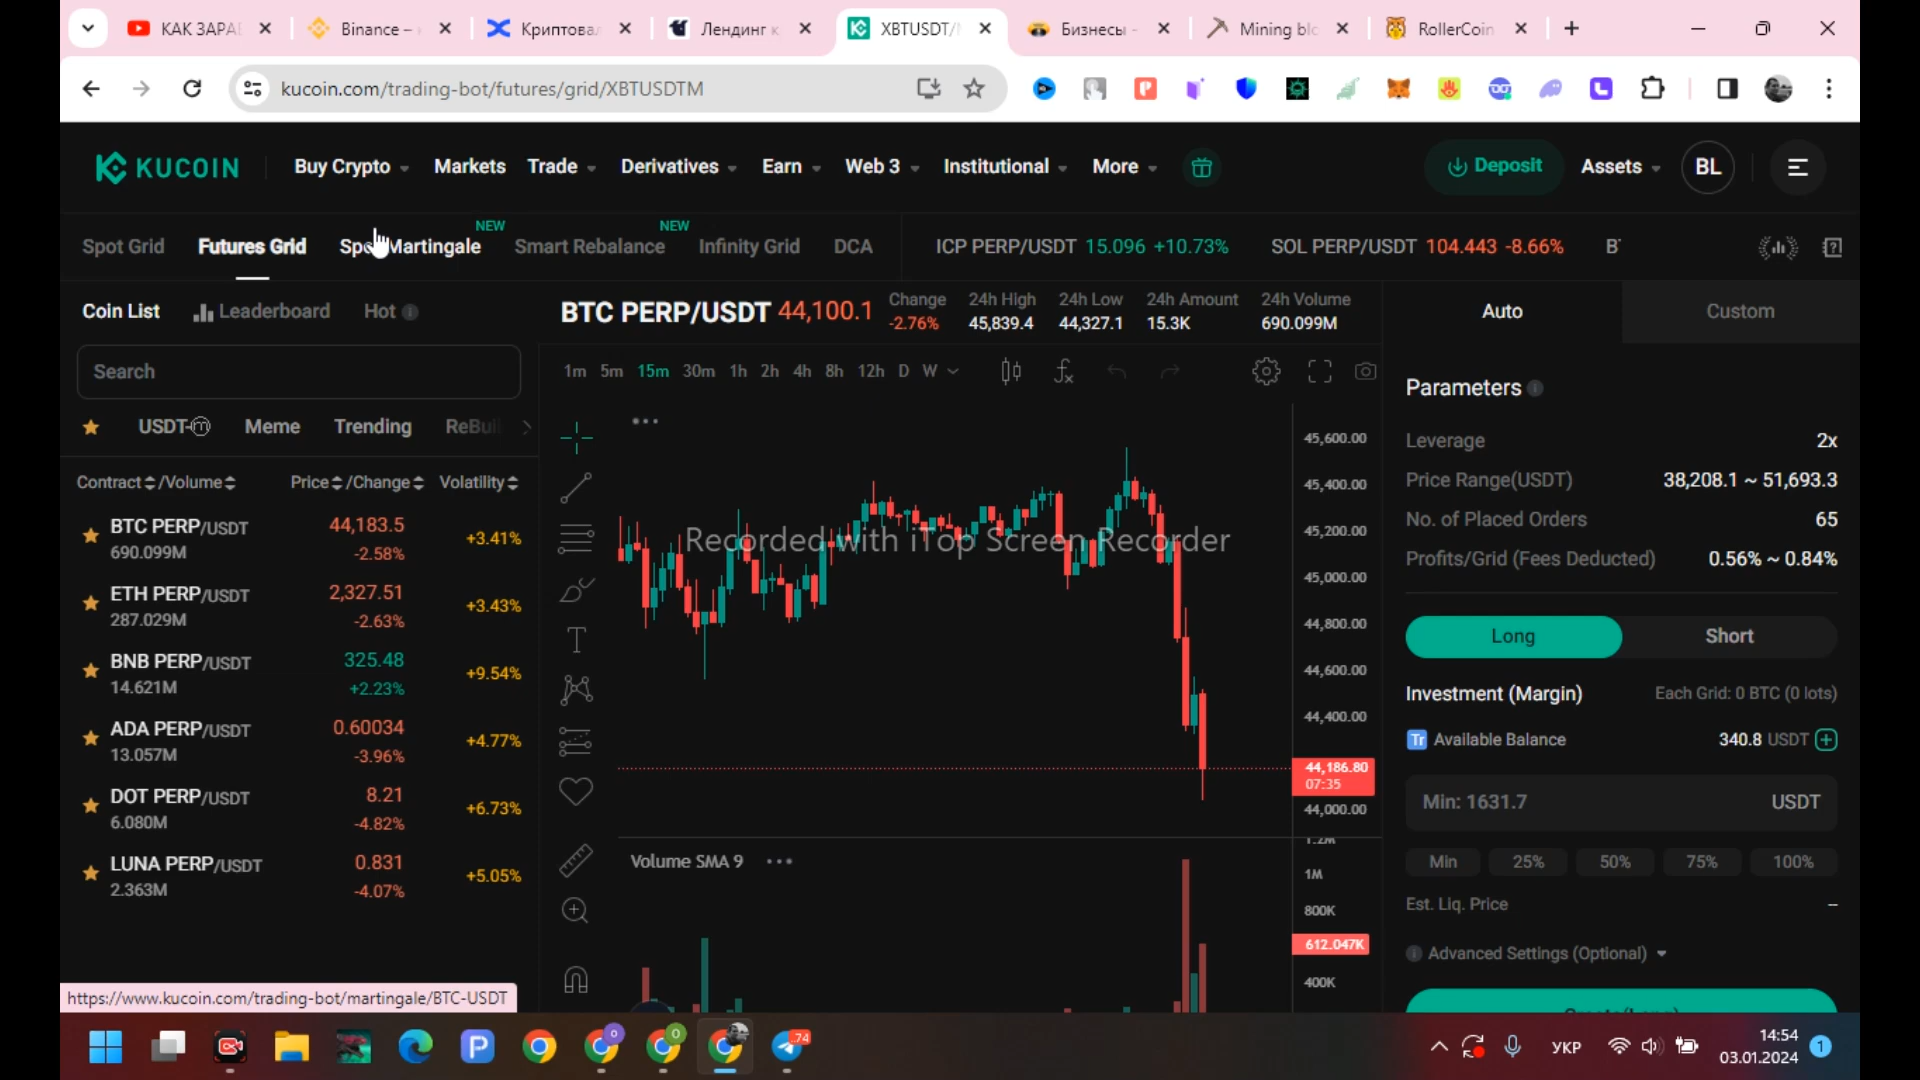 КАК ЗАРА
Binance –
Криптова
Лендинг к
XBTUSDT/
Бизнесы -
Mining blo
RollerCoin
kucoin.com/trading-bot/futures/grid/XBTUSDTM
KUCOIN
Buy Crypto
Markets
Trade
Derivatives
Earn
Web 3
Institutional
More
Deposit
Assets
BL
Spot Grid
Futures Grid
Martingale
NEW
Smart Rebalance
NEW
Infinity Grid
DCA
ICP PERP/USDT 15.096 +10.73%
SOL PERP/USDT 104.443 -8.66%
Coin List
Leaderboard
Hot
BTC PERP/USDT 44,100.1
Change
-2.76%
24h High
45,839.4
24h Low
44,327.1
24h Amount
15.3K
24h Volume
690.099M
Auto
Custom
Search
1m 5m 15m 30m 1h 2h 4h 8h 12h D W
USDT-M
Meme
Trending
ReBui
Contract /Volume
Price /Change
Volatility
BTC PERP/USDT
690.099M
44,183.5
-2.58%
+3.41%
ETH PERP/USDT
287.029M
2,327.51
-2.63%
+3.43%
BNB PERP/USDT
14.621M
325.48
+2.23%
+9.54%
ADA PERP/USDT
13.057M
0.60034
-3.96%
+4.77%
DOT PERP/USDT
6.080M
8.21
-4.82%
+6.73%
LUNA PERP/USDT
2.363M
0.831
-4.07%
+5.05%
Recorded with iTop Screen Recorder
45,600.00
45,400.00
45,200.00
45,000.00
44,800.00
44,600.00
44,400.00
44,186.80
07:35
44,000.00
Volume SMA 9
1M
800K
612.047K
400K
Parameters
Leverage 2x
Price Range(USDT) 38,208.1 ~ 51,693.3
No. of Placed Orders 65
Profits/Grid (Fees Deducted) 0.56% ~ 0.84%
Long
Short
Investment (Margin)
Each Grid: 0 BTC (0 lots)
Tr Available Balance 340.8 USDT
Min: 1631.7 USDT
Min 25% 50% 75% 100%
Est. Liq. Price –
Advanced Settings (Optional)
https://www.kucoin.com/trading-bot/martingale/BTC-USDT
74
УКР
14:54
03.01.2024
1